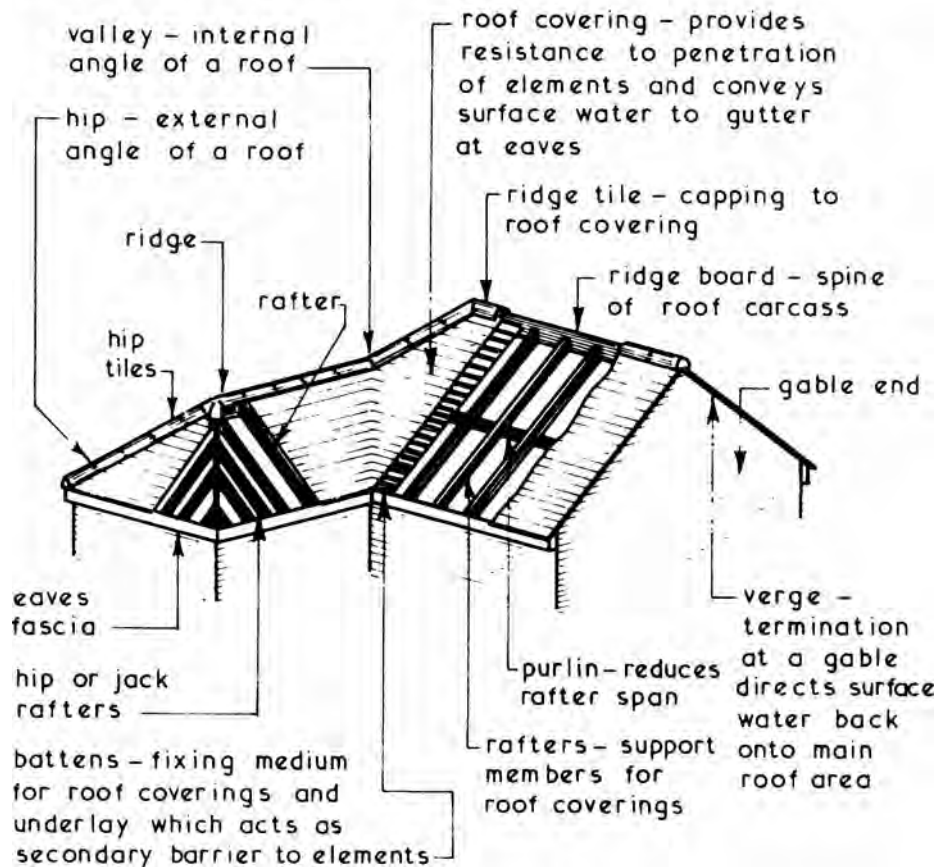 valley – internal
angle of a roof
hip – external
angle of a roof
ridge
rafter
hip
tiles
roof covering – provides
resistance to penetration
of elements and conveys
surface water to gutter
at eaves
ridge tile – capping to
roof covering
ridge board – spine
of roof carcass
gable end
eaves
fascia
hip or jack
rafters
battens – fixing medium
for roof coverings and
underlay which acts as
secondary barrier to elements
purlin – reduces
rafter span
rafters – support
members for
roof coverings
verge –
termination
at a gable
directs surface
water back
onto main
roof area